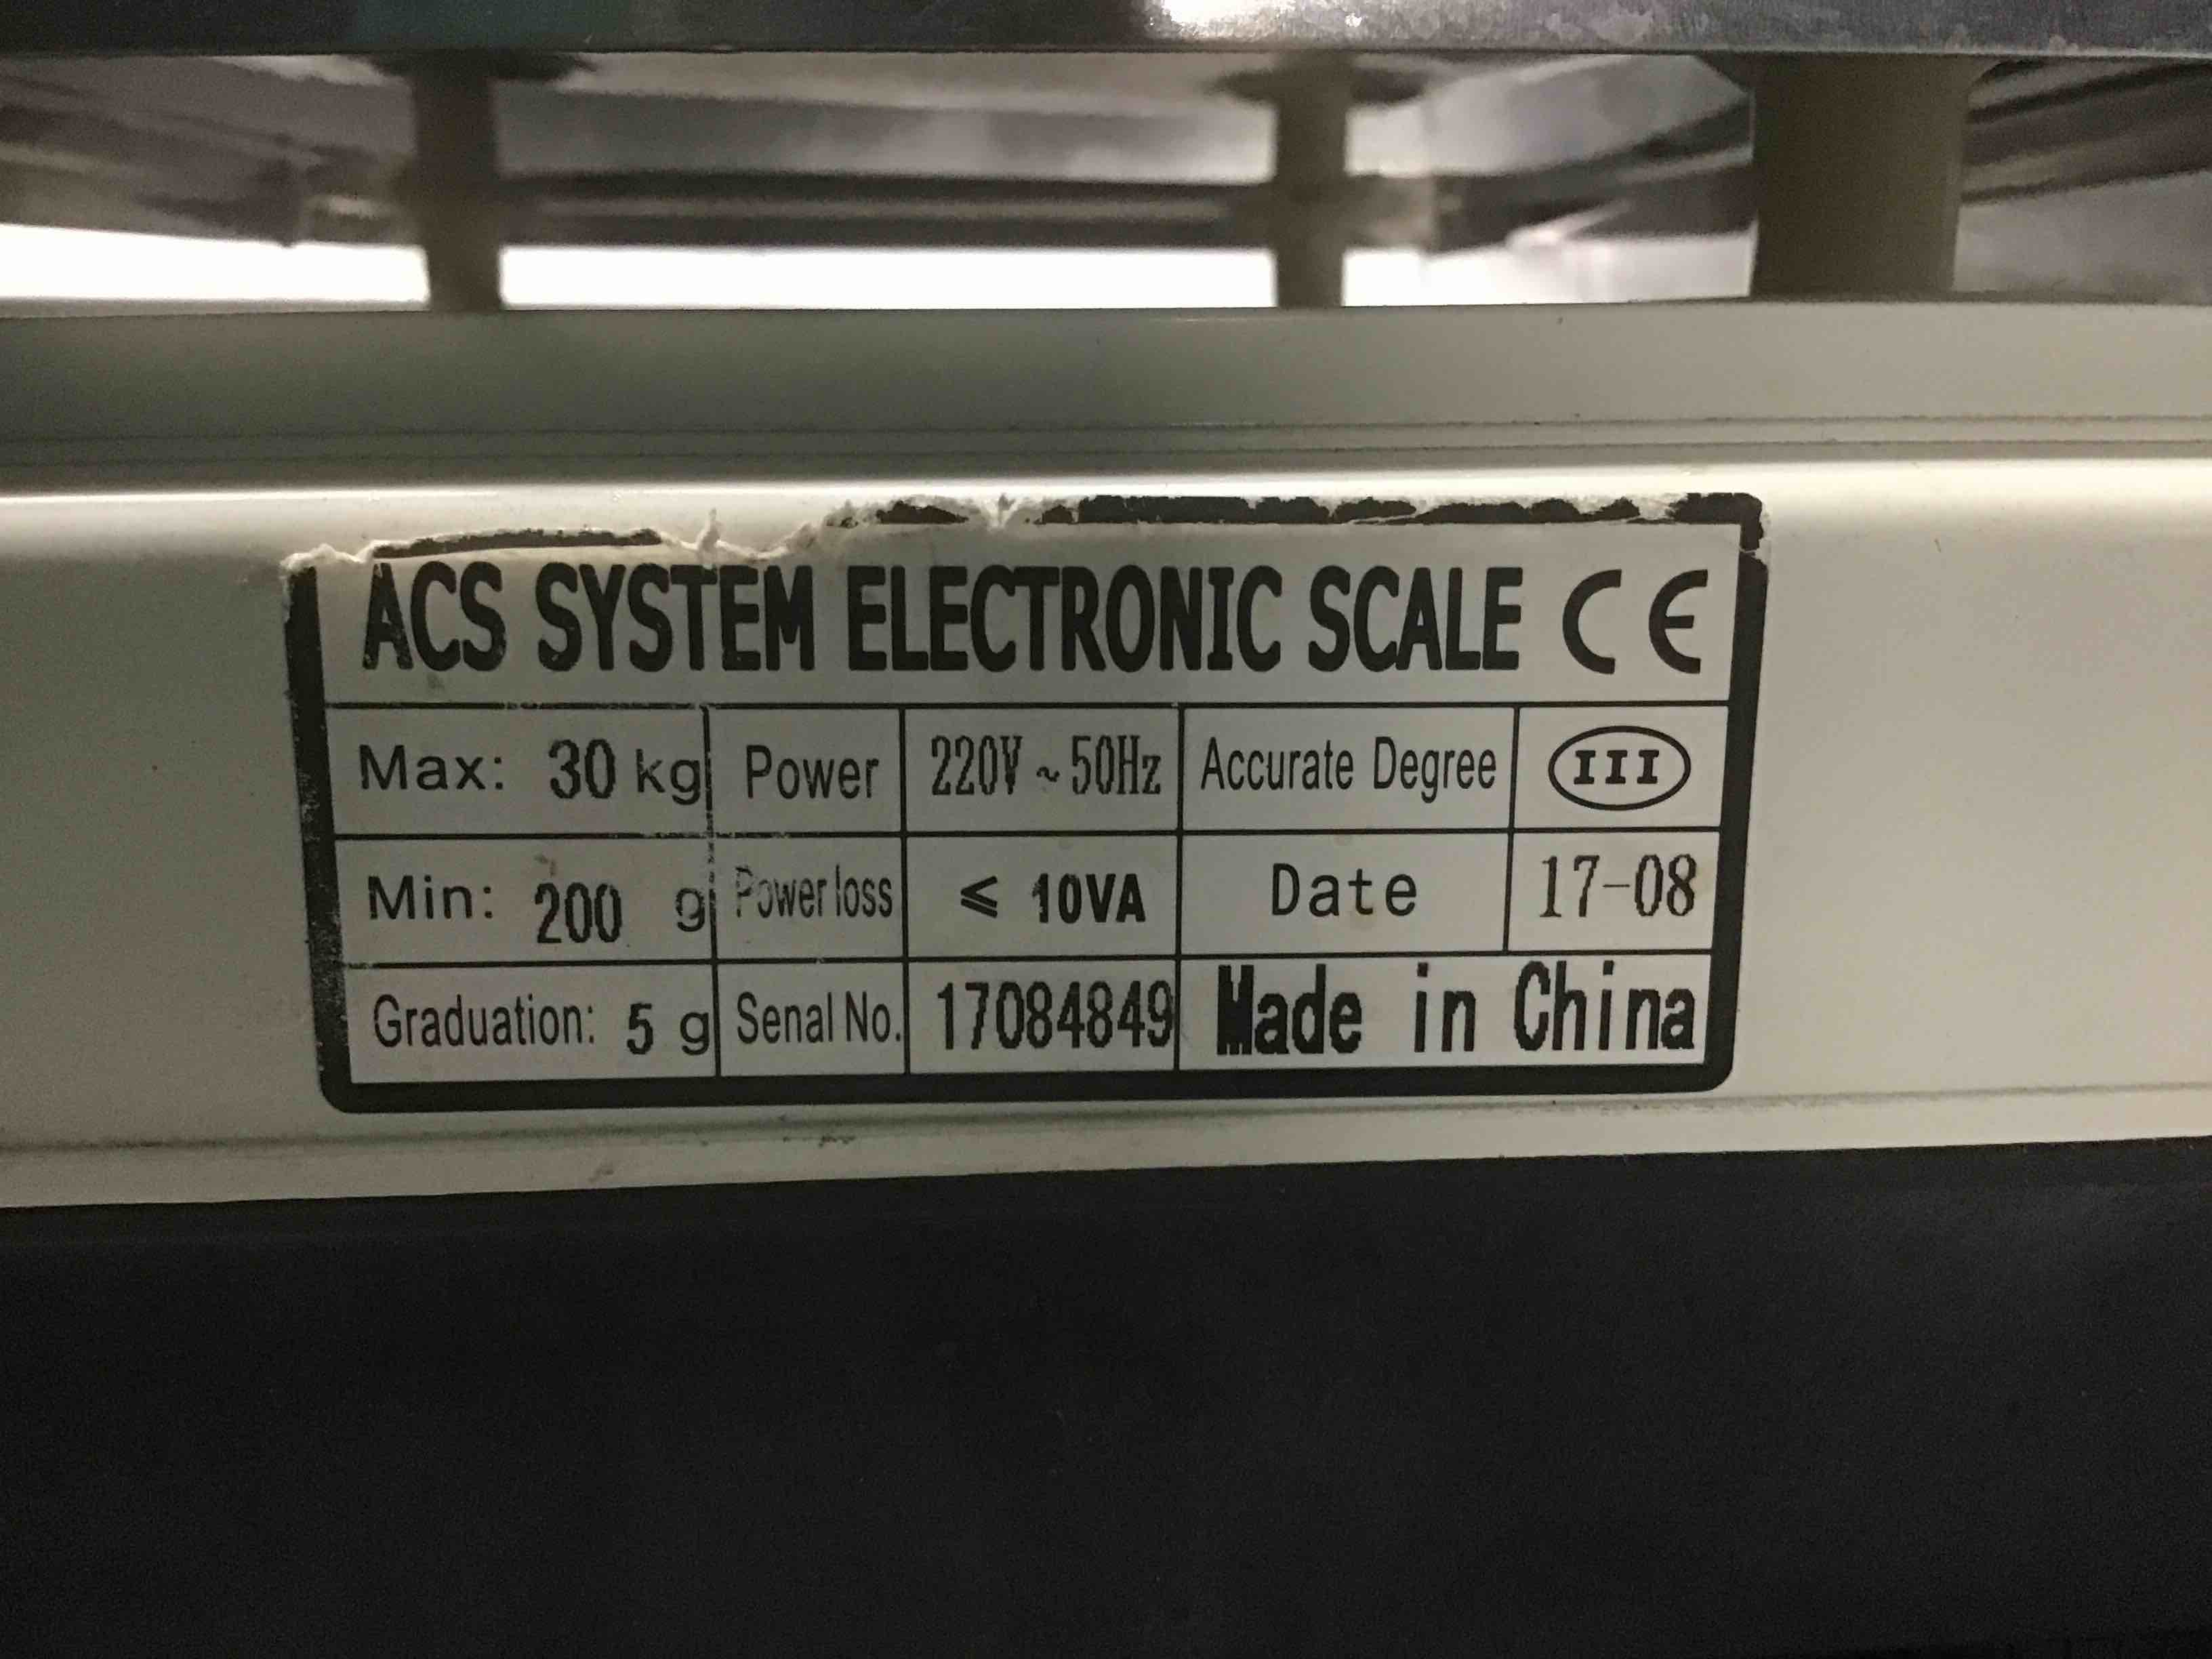 ACS SYSTEM ELECTRONIC SCALE CE
Max: 30 kg Power 220V ~ 50Hz Accurate Degree III
Min: 200 g Power loss ≤ 10VA Date 17-08
Graduation: 5 g Senal No. 17084849 Made in China